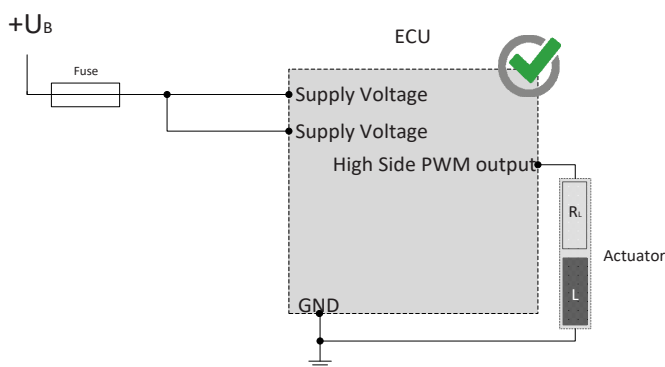 +UB
ECU
Fuse
Supply Voltage
Supply Voltage
High Side PWM output
RL
Actuator
L
GND